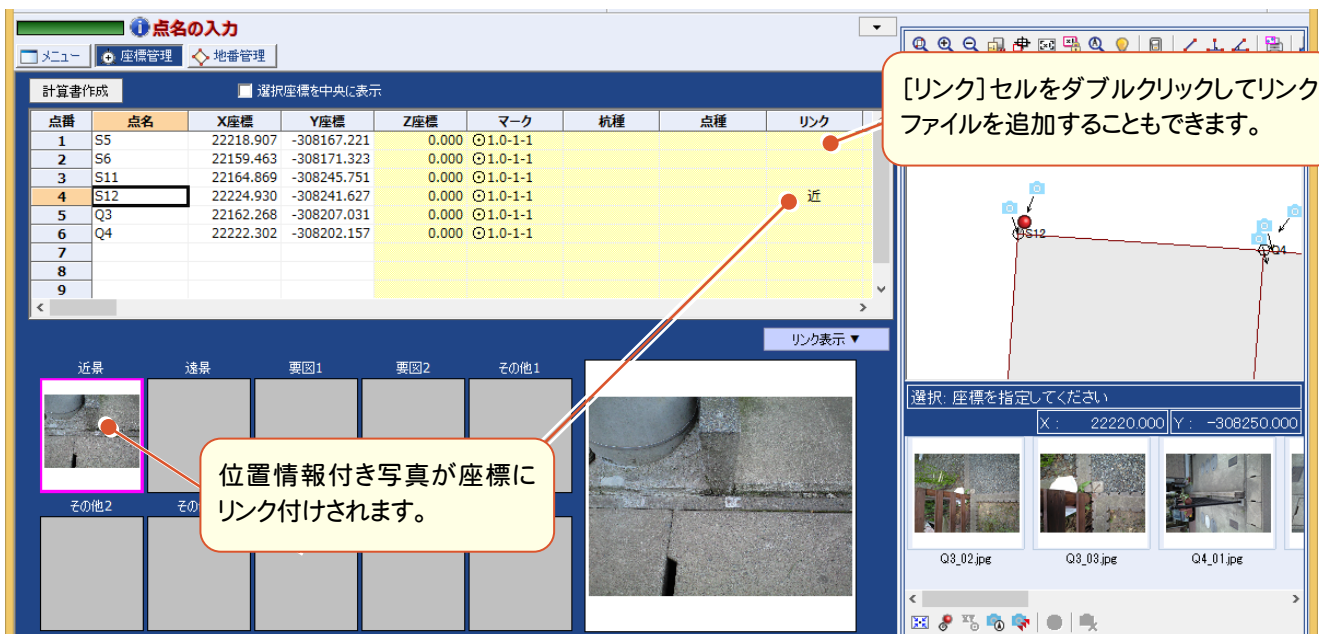 点名の入力
メニュー 座標管理 地番管理
計算書作成 選択座標を中央に表示
点番 点名 X座標 Y座標 Z座標 マーク 杭種 点種 リンク
1 S5 22218.907 -308167.221 0.000 ⊙1.0-1-1
2 S6 22159.463 -308171.323 0.000 ⊙1.0-1-1
3 S11 22164.869 -308245.751 0.000 ⊙1.0-1-1
4 S12 22224.930 -308241.627 0.000 ⊙1.0-1-1 近
5 Q3 22162.268 -308207.031 0.000 ⊙1.0-1-1
6 Q4 22222.302 -308202.157 0.000 ⊙1.0-1-1
7
8
9
[リンク]セルをダブルクリックしてリンク
ファイルを追加することもできます。
S12
Q4
リンク表示 ▼
近景 遠景 要図1 要図2 その他1
その他2
位置情報付き写真が座標に
リンク付けされます。
選択: 座標を指定してください
X : 22220.000 Y : -308250.000
Q3_02.jpg Q3_03.jpg Q4_01.jpg